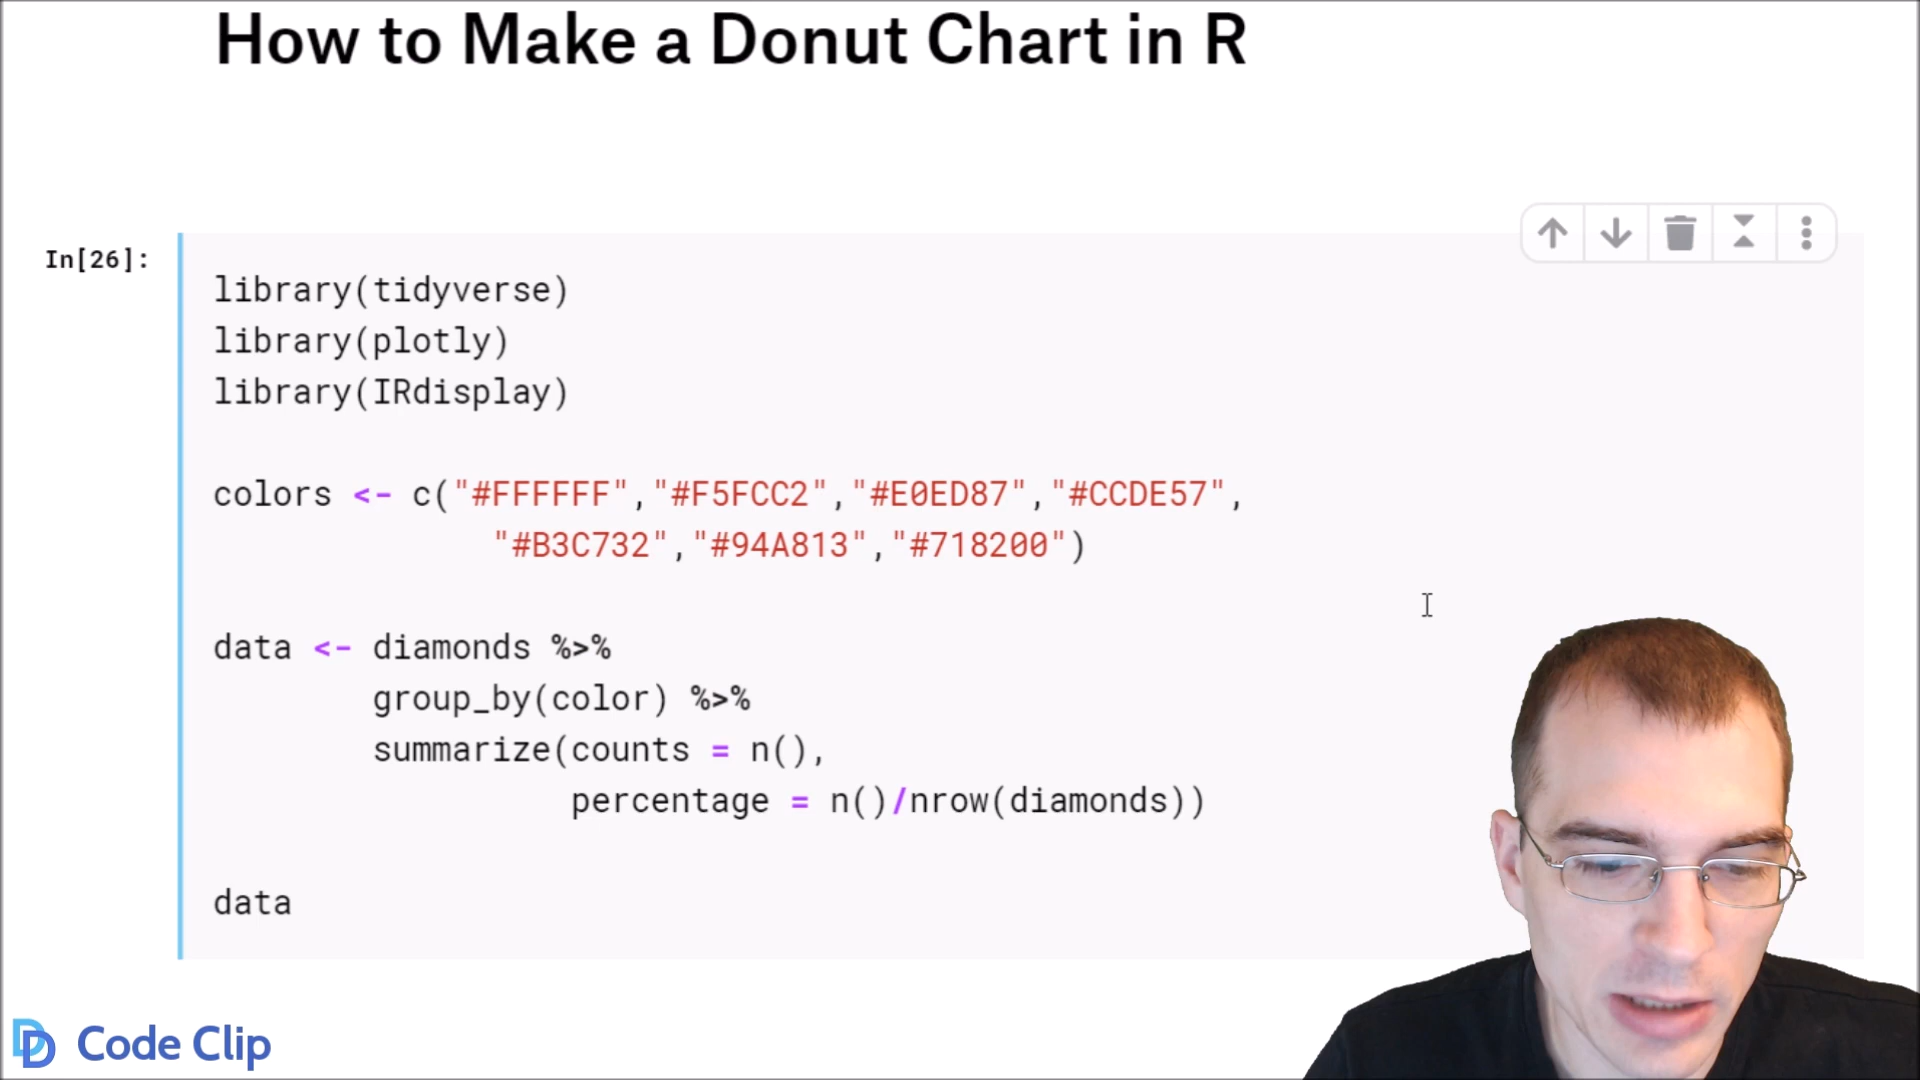 How to Make a Donut Chart in R
In[26]:
library(tidyverse)
library(plotly)
library(IRdisplay)
colors <- c("#FFFFFF","#F5FCC2","#E0ED87","#CCDE57",
"#B3C732","#94A813","#718200")
data <- diamonds %>%
group_by(color) %>%
summarize(counts = n(),
percentage = n()/nrow(diamonds))
data
Code Clip